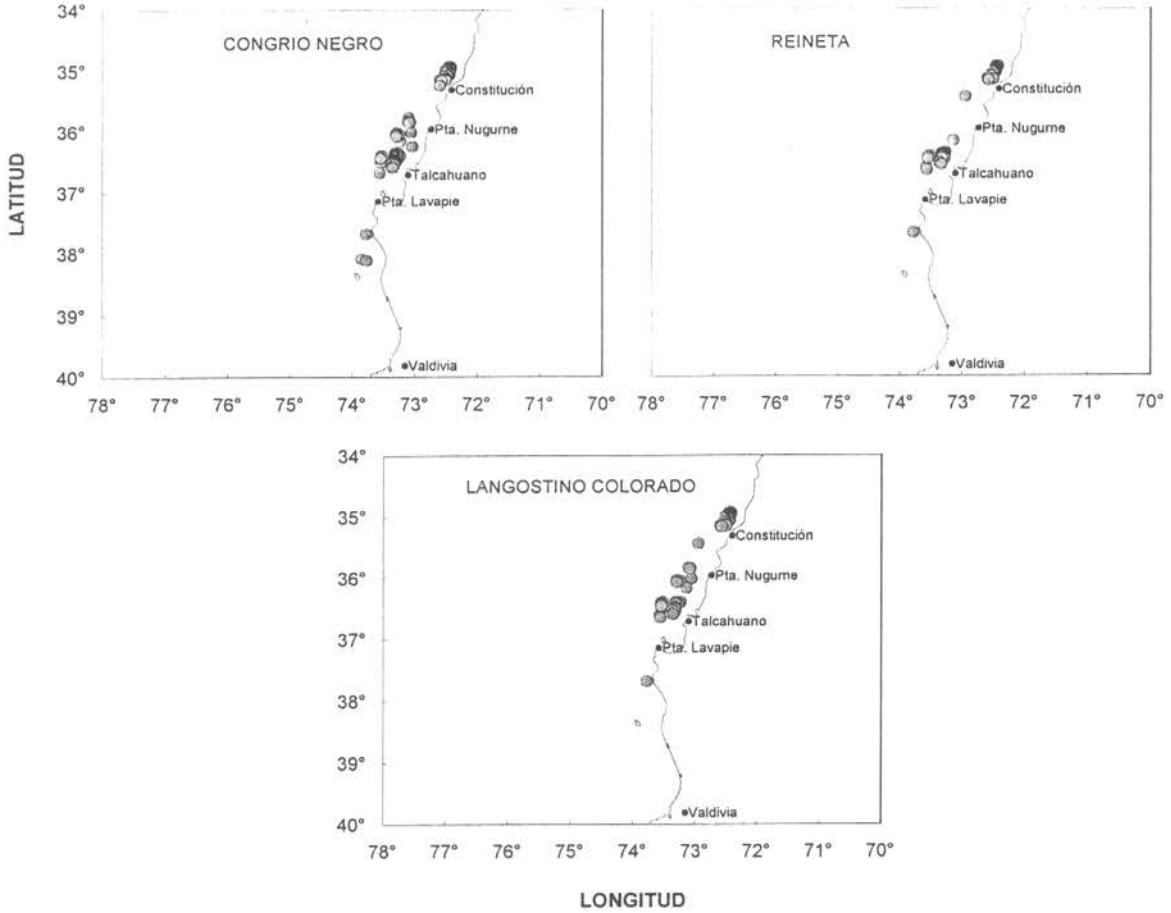 CONGRIO NEGRO
34°
35°
36°
37°
38°
39°
40°
LATITUD
Constitución
Pta. Nugurne
Talcahuano
Pta. Lavapie
Valdivia
78° 77° 76° 75° 74° 73° 72° 71° 70°
REINETA
Constitución
Pta. Nugurne
Talcahuano
Pta. Lavapie
Valdivia
78° 77° 76° 75° 74° 73° 72° 71° 70°
LANGOSTINO COLORADO
34°
35°
36°
37°
38°
39°
40°
Constitución
Pta. Nugurne
Talcahuano
Pta. Lavapie
Valdivia
78° 77° 76° 75° 74° 73° 72° 71° 70°
LONGITUD